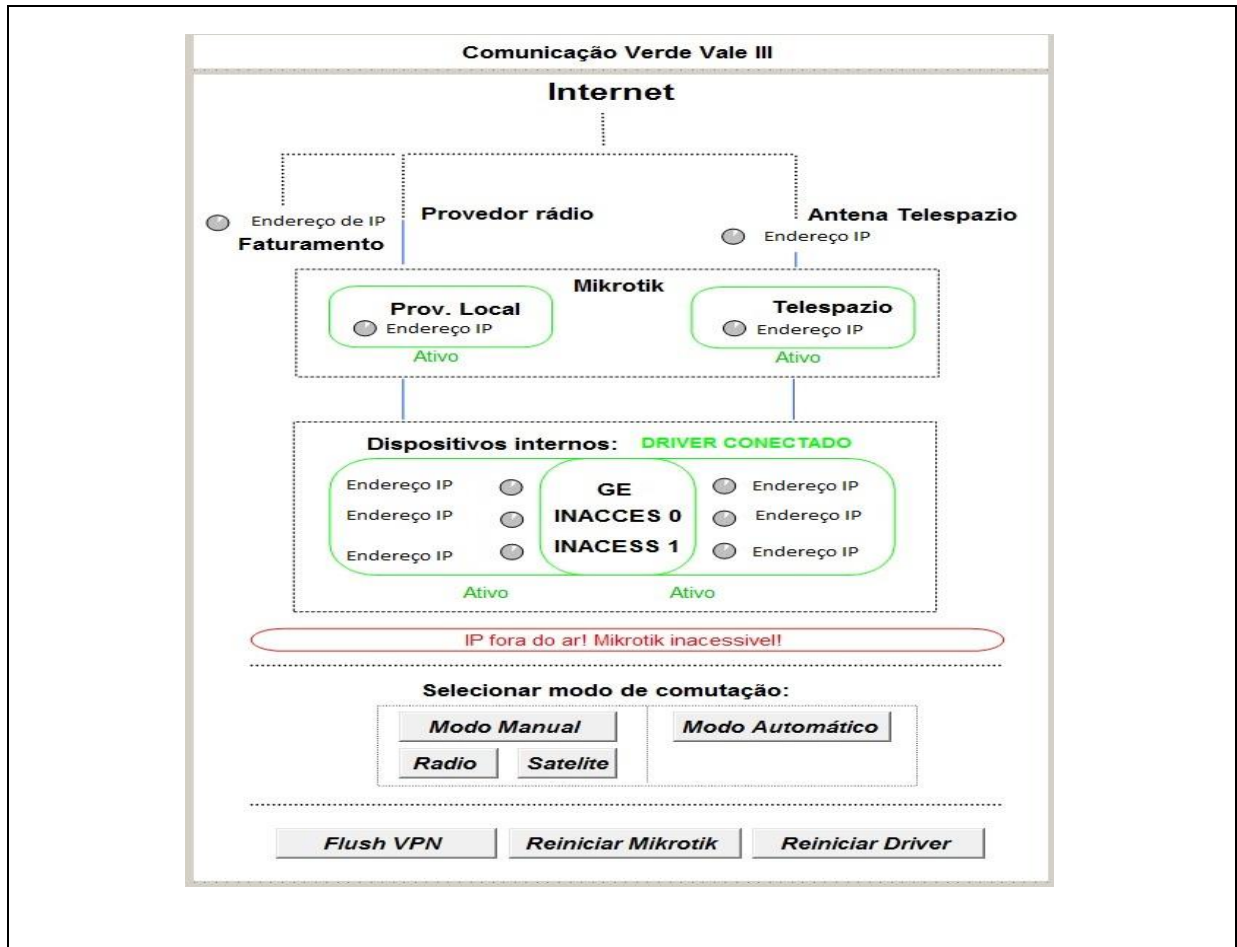 Comunicação Verde Vale III
Internet
Endereço de IP
Faturamento
Provedor rádio
Antena Telespazio
Endereço IP
Mikrotik
Prov. Local
Endereço IP
Ativo
Telespazio
Endereço IP
Ativo
Dispositivos internos: DRIVER CONECTADO
Endereço IP GE Endereço IP
Endereço IP INACCES 0 Endereço IP
Endereço IP INACESS 1 Endereço IP
Ativo Ativo
IP fora do ar! Mikrotik inacessivel!
Selecionar modo de comutação:
Modo Manual Modo Automático
Radio Satelite
Flush VPN Reiniciar Mikrotik Reiniciar Driver